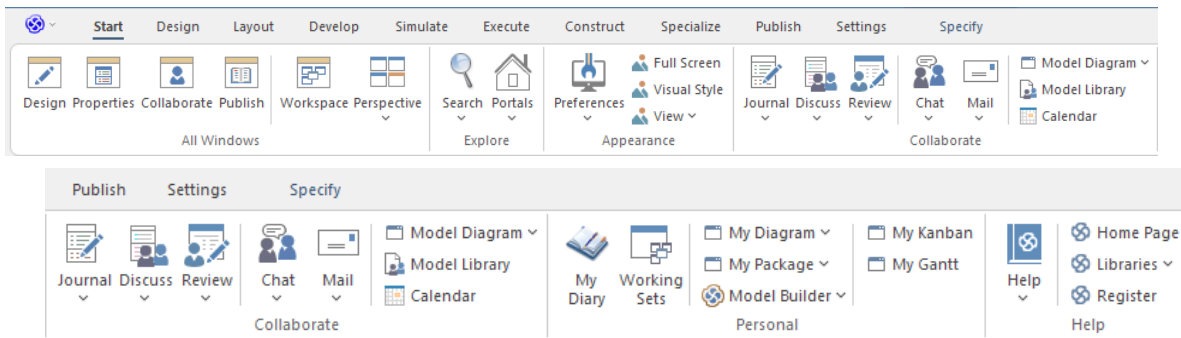 Start Design Layout Develop Simulate Execute Construct Specialize Publish Settings Specify
Full Screen Model Diagram
Visual Style Model Library
Design Properties Collaborate Publish Workspace Perspective Search Portals Preferences Journal Discuss Review Chat Mail
View Calendar
All Windows Explore Appearance Collaborate
Publish Settings Specify
Model Diagram My Diagram My Kanban Home Page
Model Library My Package My Gantt Libraries
Journal Discuss Review Chat Mail My Working Help
Calendar Diary Sets Model Builder Register
Collaborate Personal Help